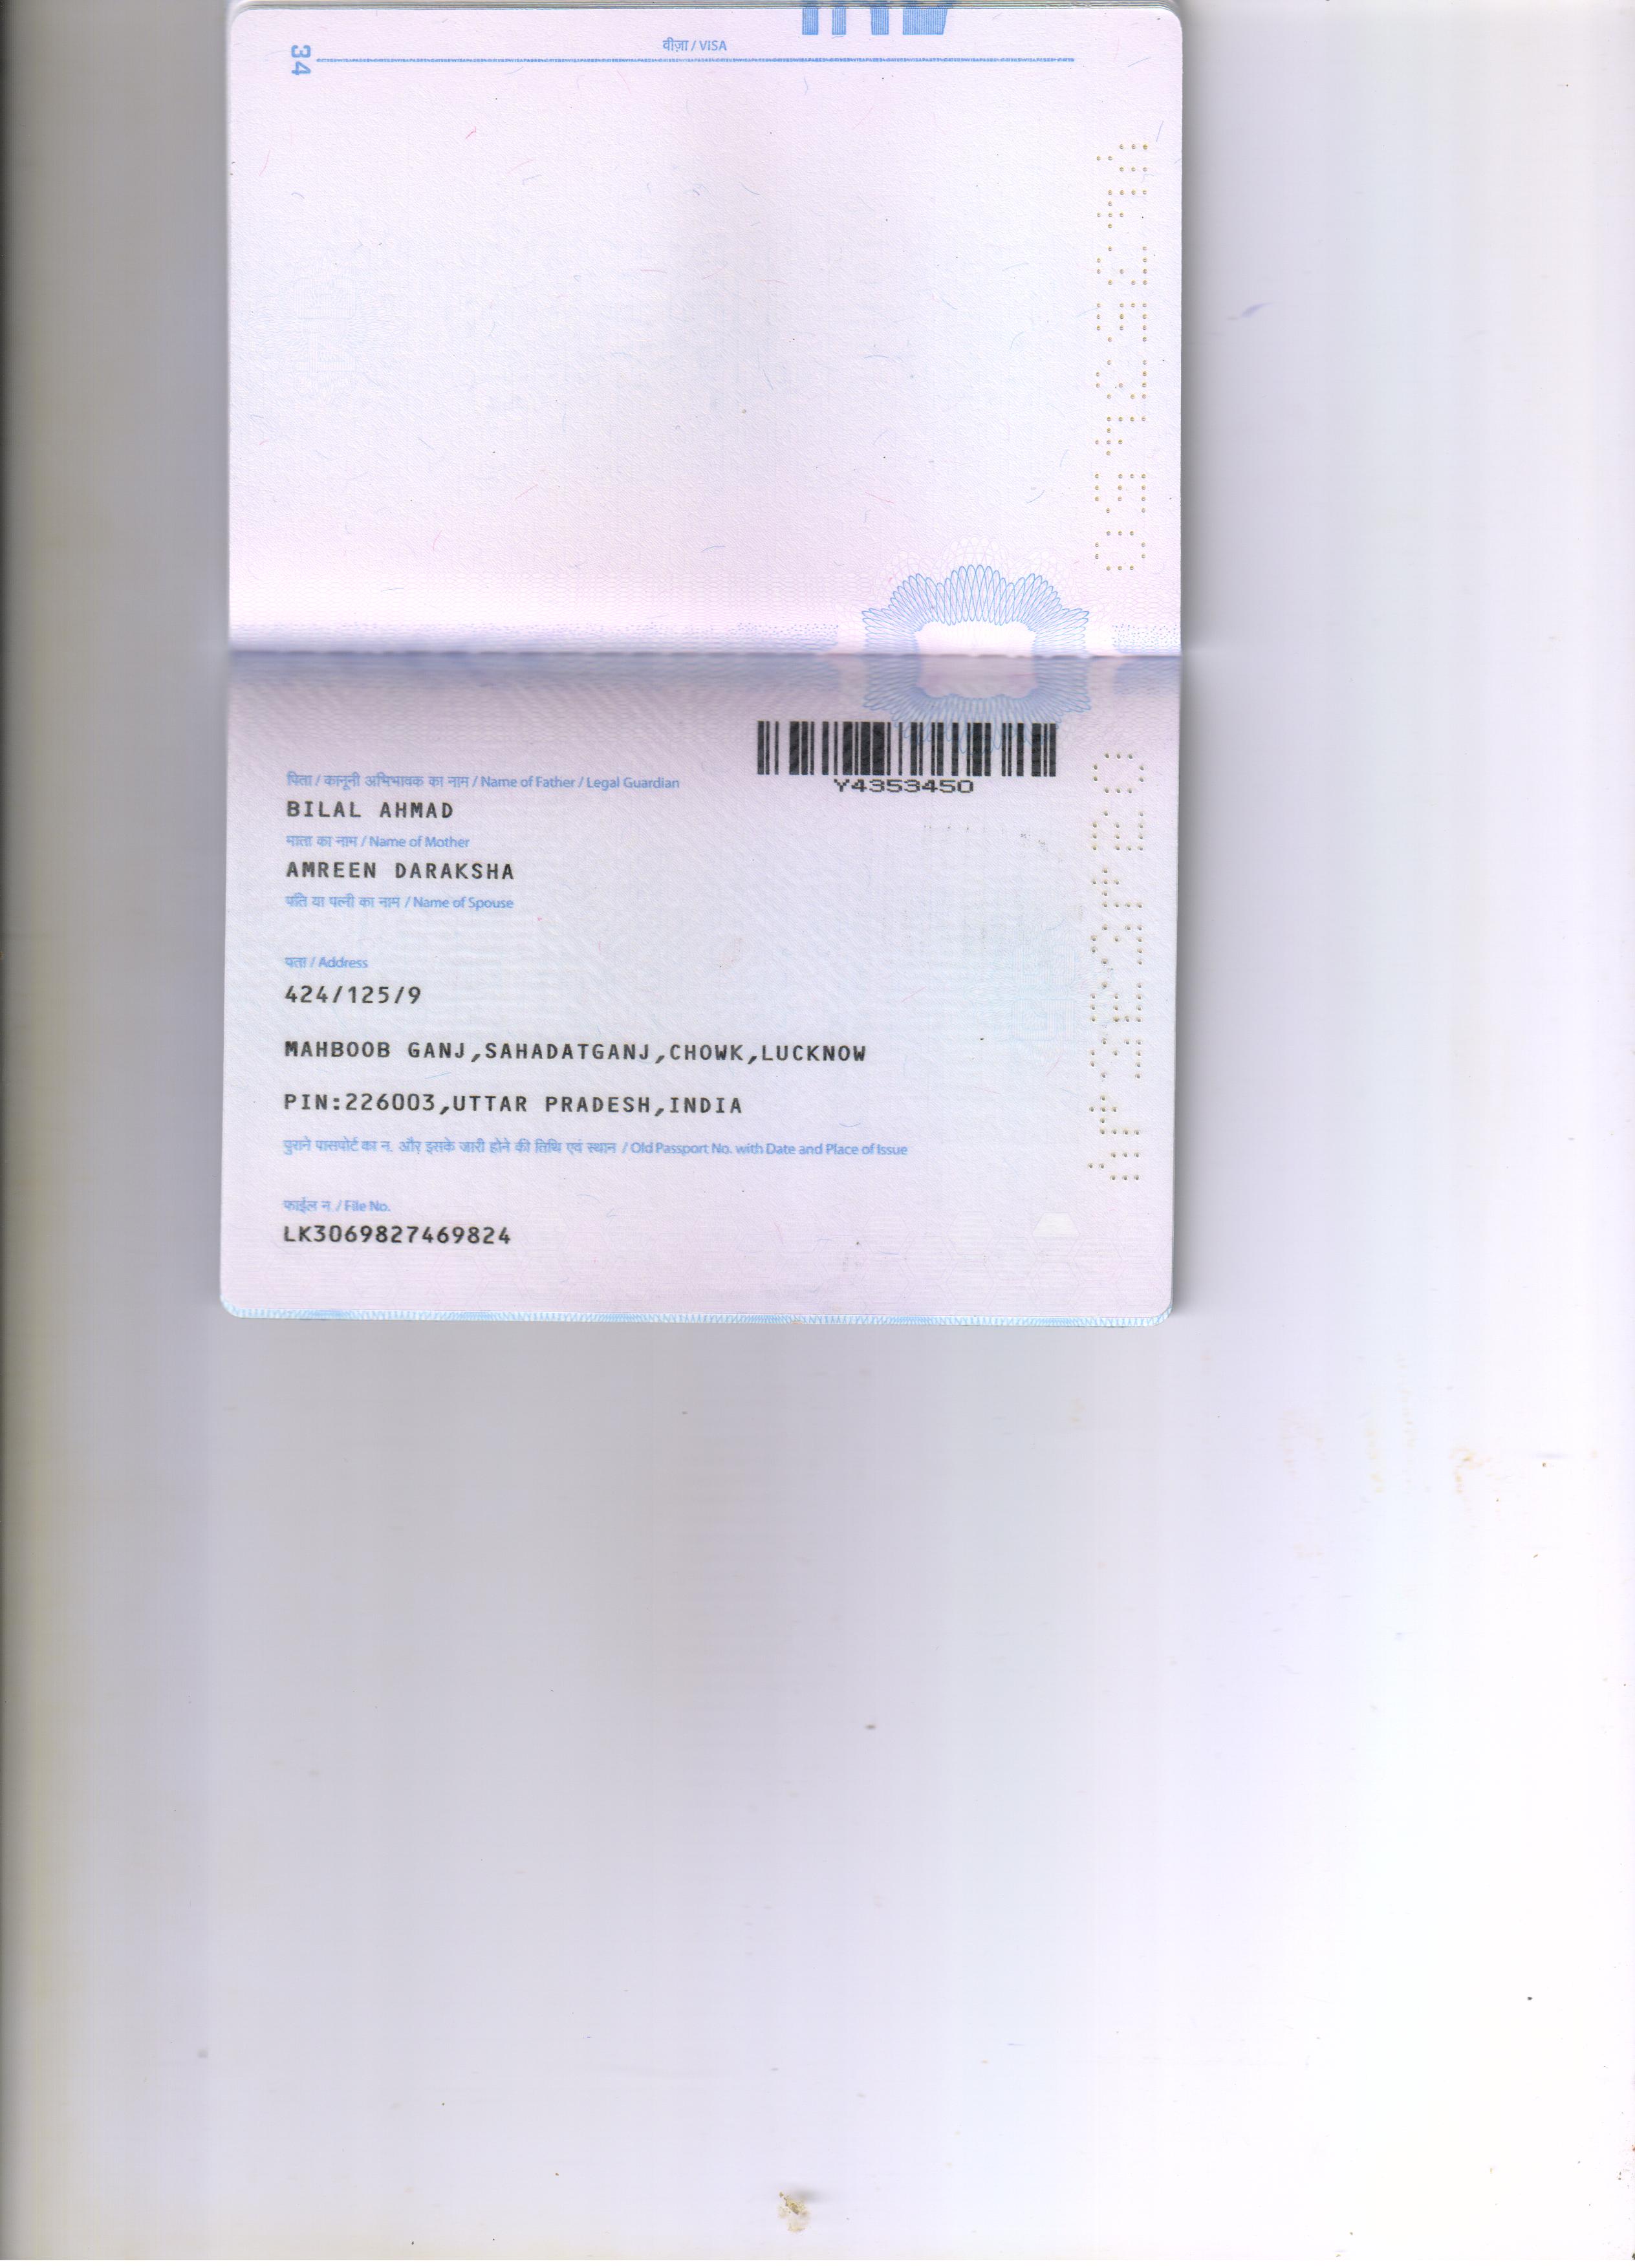 34
वीज़ा / VISA
Y4353450
पिता / कानूनी अभिभावक का नाम / Name of Father / Legal Guardian
BILAL AHMAD
माता का नाम / Name of Mother
AMREEN DARAKSHA
पति या पत्नी का नाम / Name of Spouse
पता / Address
424/125/9
MAHBOOB GANJ,SAHADATGANJ,CHOWK,LUCKNOW
PIN:226003,UTTAR PRADESH,INDIA
पुराने पासपोर्ट का न. और इसके जारी होने की तिथि एवं स्थान / Old Passport No. with Date and Place of Issue
फाईल न / File No.
LK3069827469824